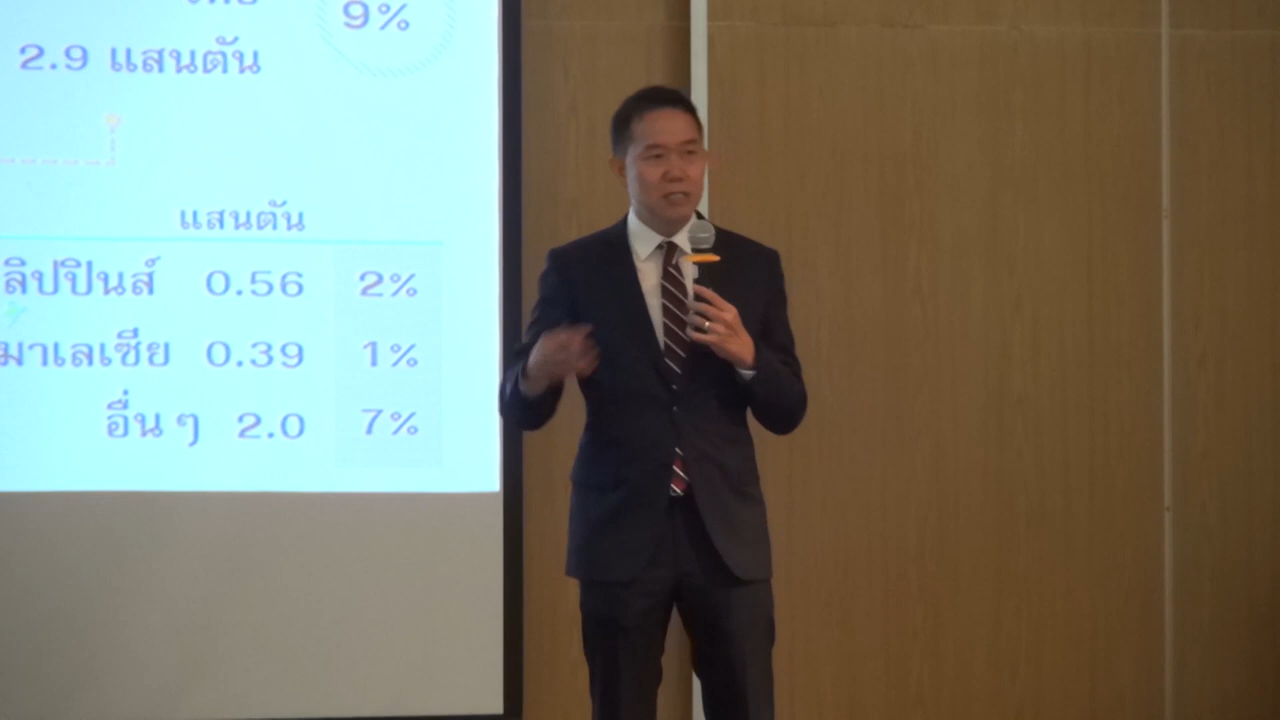 9%
2.9 แสนตัน
แสนตัน
ลิปปินส์ 0.56 2%
มาเลเซีย 0.39 1%
อื่น ๆ 2.0 7%